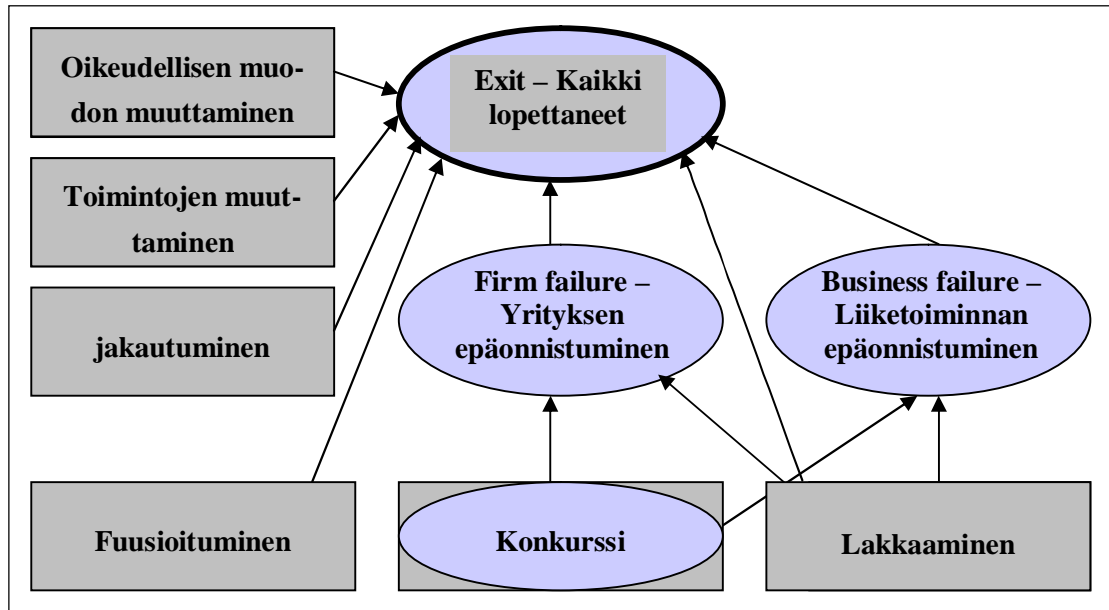 Oikeudellisen muo-
don muuttaminen
Exit – Kaikki
lopettaneet
Toimintojen muut-
taminen
jakautuminen
Firm failure –
Yrityksen
epäonnistuminen
Business failure –
Liiketoiminnan
epäonnistuminen
Fuusioituminen
Konkurssi
Lakkaaminen